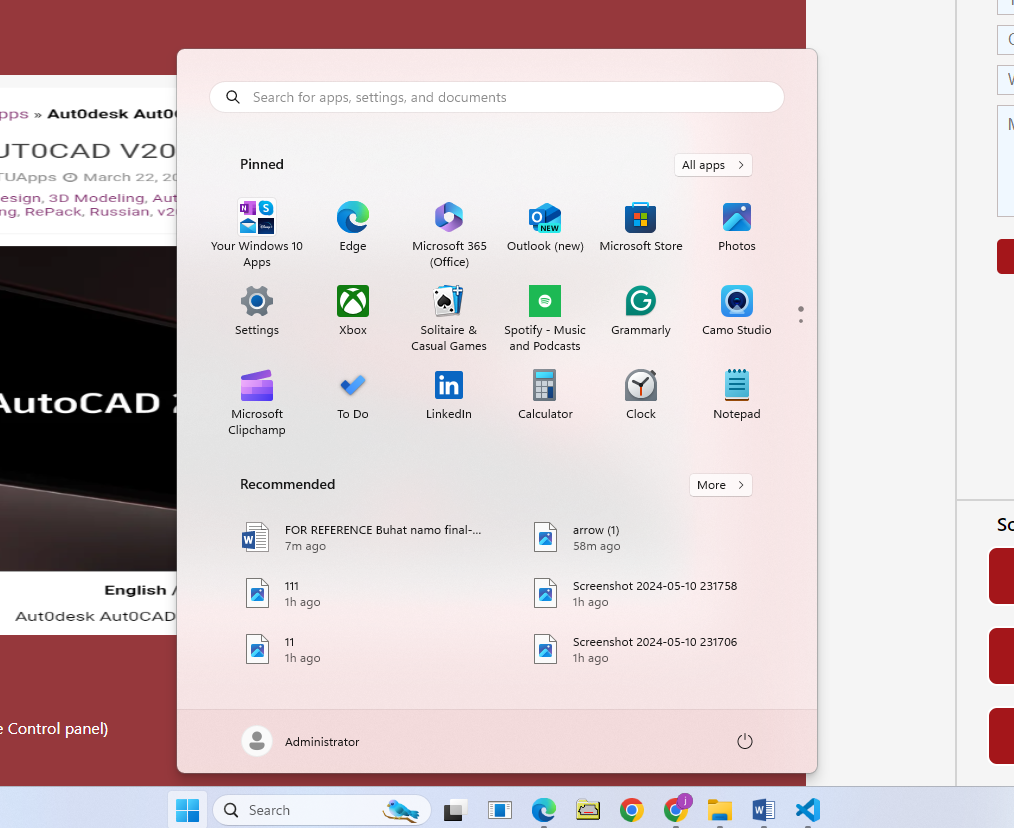 Search for apps, settings, and documents
pps » Aut0desk Aut0C
UT0CAD V20
TUApps March 22, 20
esign, 3D Modeling, Aut
ng, RePack, Russian, v2
AutoCAD 2
English /
Aut0desk Aut0CAD
e Control panel)
Pinned
All apps
Your Windows 10 Apps
Edge
Microsoft 365 (Office)
Outlook (new)
Microsoft Store
Photos
Settings
Xbox
Solitaire & Casual Games
Spotify - Music and Podcasts
Grammarly
Camo Studio
Microsoft Clipchamp
To Do
LinkedIn
Calculator
Clock
Notepad
Recommended
More
FOR REFERENCE Buhat namo final-...
7m ago
arrow (1)
58m ago
111
1h ago
Screenshot 2024-05-10 231758
1h ago
11
1h ago
Screenshot 2024-05-10 231706
1h ago
Administrator
Search
So